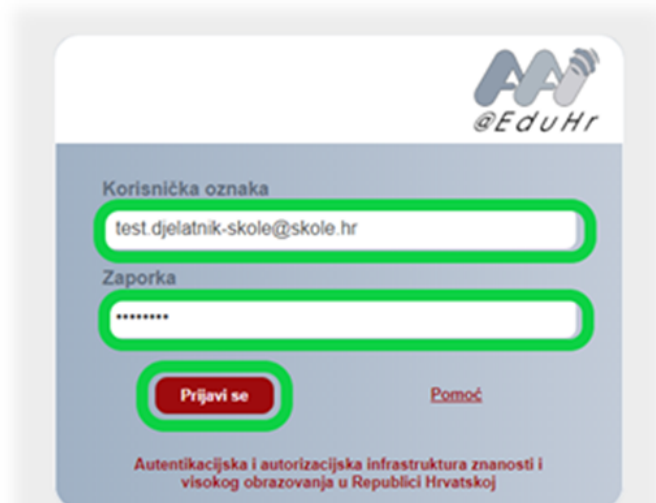 AAI
@EduHr
Korisnička oznaka
test.djelatnik-skole@skole.hr
Zaporka
••••••••
Prijavi se
Pomoć
Autentikacijska i autorizacijska infrastruktura znanosti i
visokog obrazovanja u Republici Hrvatskoj